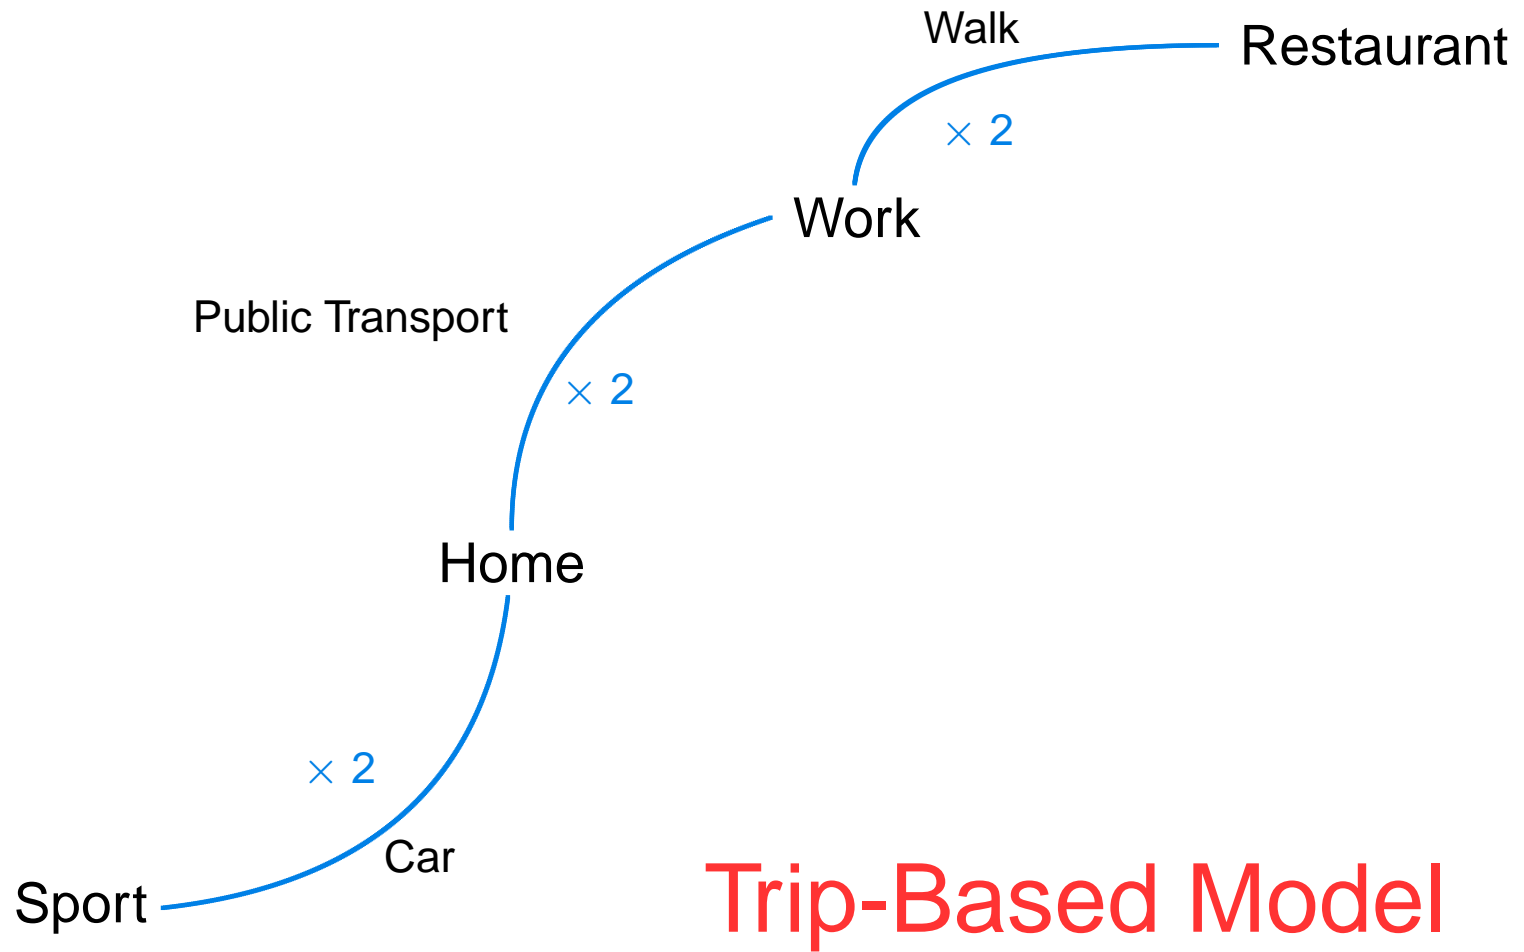 Walk
Restaurant
× 2
Work
Public Transport
× 2
Home
× 2
Car
Sport
Trip-Based Model